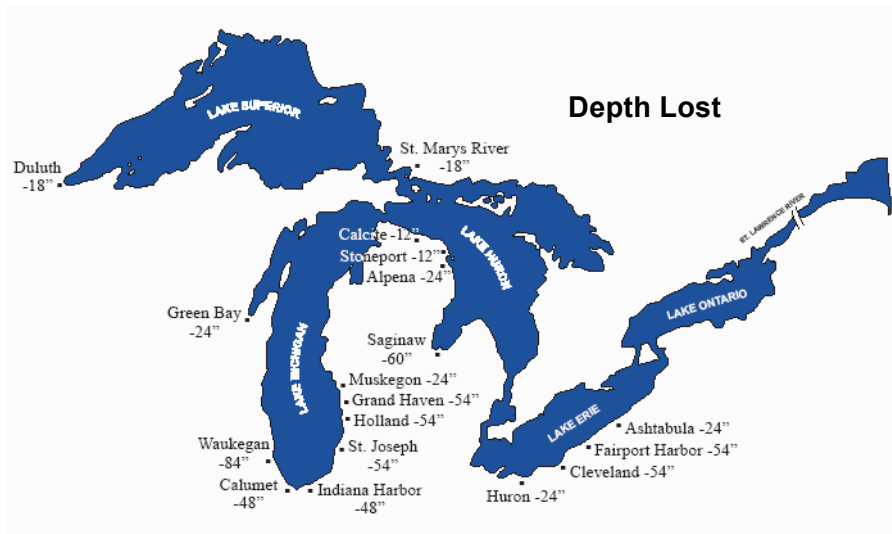 Depth Lost
LAKE SUPERIOR
St. Marys River
-18”
Duluth
-18”
ST. LAWRENCE RIVER
Calcite -12”
Stoneport -12”
Alpena -24”
LAKE HURON
LAKE ONTARIO
Green Bay
-24”
LAKE MICHIGAN
Saginaw
-60”
Muskegon -24”
Grand Haven -54”
Holland -54”
St. Joseph
-54”
LAKE ERIE
Ashtabula -24”
Fairport Harbor -54”
Cleveland -54”
Huron -24”
Waukegan
-84”
Calumet
-48”
Indiana Harbor
-48”